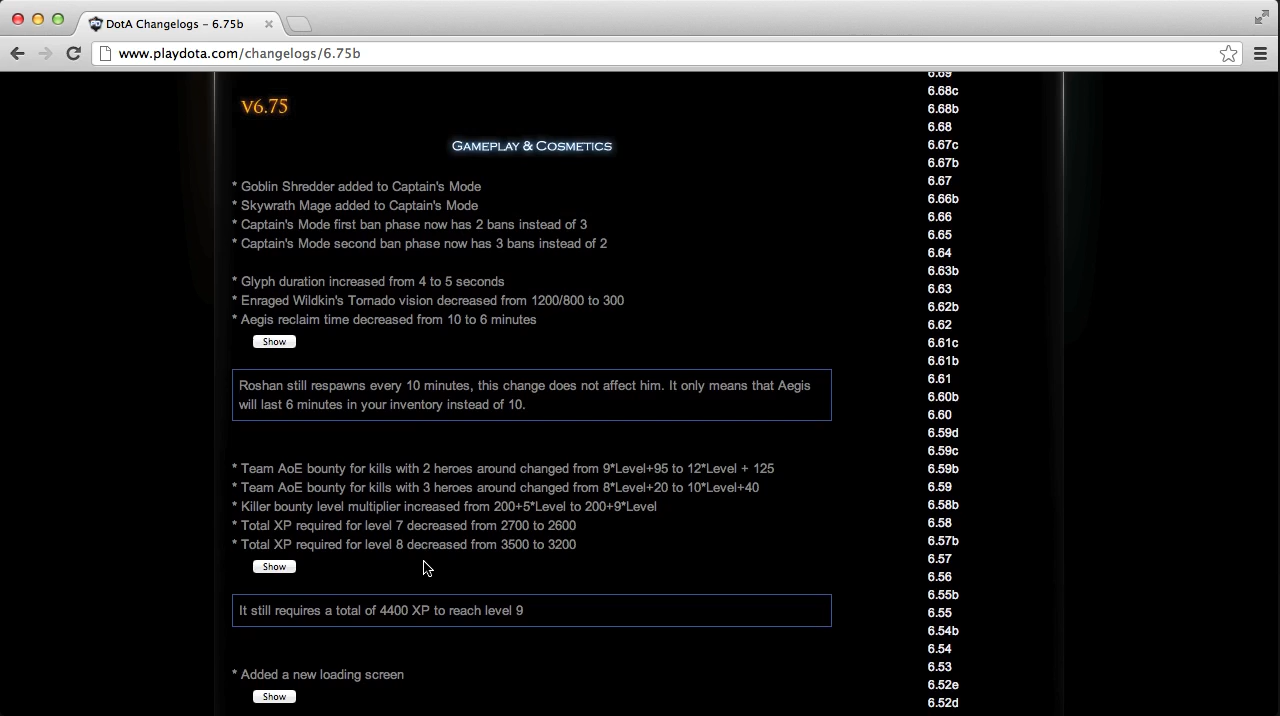 DotA Changelogs – 6.75b
www.playdota.com/changelogs/6.75b
V6.75
Gameplay & Cosmetics
* Goblin Shredder added to Captain's Mode
* Skywrath Mage added to Captain's Mode
* Captain's Mode first ban phase now has 2 bans instead of 3
* Captain's Mode second ban phase now has 3 bans instead of 2
* Glyph duration increased from 4 to 5 seconds
* Enraged Wildkin's Tornado vision decreased from 1200/800 to 300
* Aegis reclaim time decreased from 10 to 6 minutes
Show
Roshan still respawns every 10 minutes, this change does not affect him. It only means that Aegis
will last 6 minutes in your inventory instead of 10.
* Team AoE bounty for kills with 2 heroes around changed from 9*Level+95 to 12*Level + 125
* Team AoE bounty for kills with 3 heroes around changed from 8*Level+20 to 10*Level+40
* Killer bounty level multiplier increased from 200+5*Level to 200+9*Level
* Total XP required for level 7 decreased from 2700 to 2600
* Total XP required for level 8 decreased from 3500 to 3200
Show
It still requires a total of 4400 XP to reach level 9
* Added a new loading screen
Show
6.69
6.68c
6.68b
6.68
6.67c
6.67b
6.67
6.66b
6.66
6.65
6.64
6.63b
6.63
6.62b
6.62
6.61c
6.61b
6.61
6.60b
6.60
6.59d
6.59c
6.59b
6.59
6.58b
6.58
6.57b
6.57
6.56
6.55b
6.55
6.54b
6.54
6.53
6.52e
6.52d